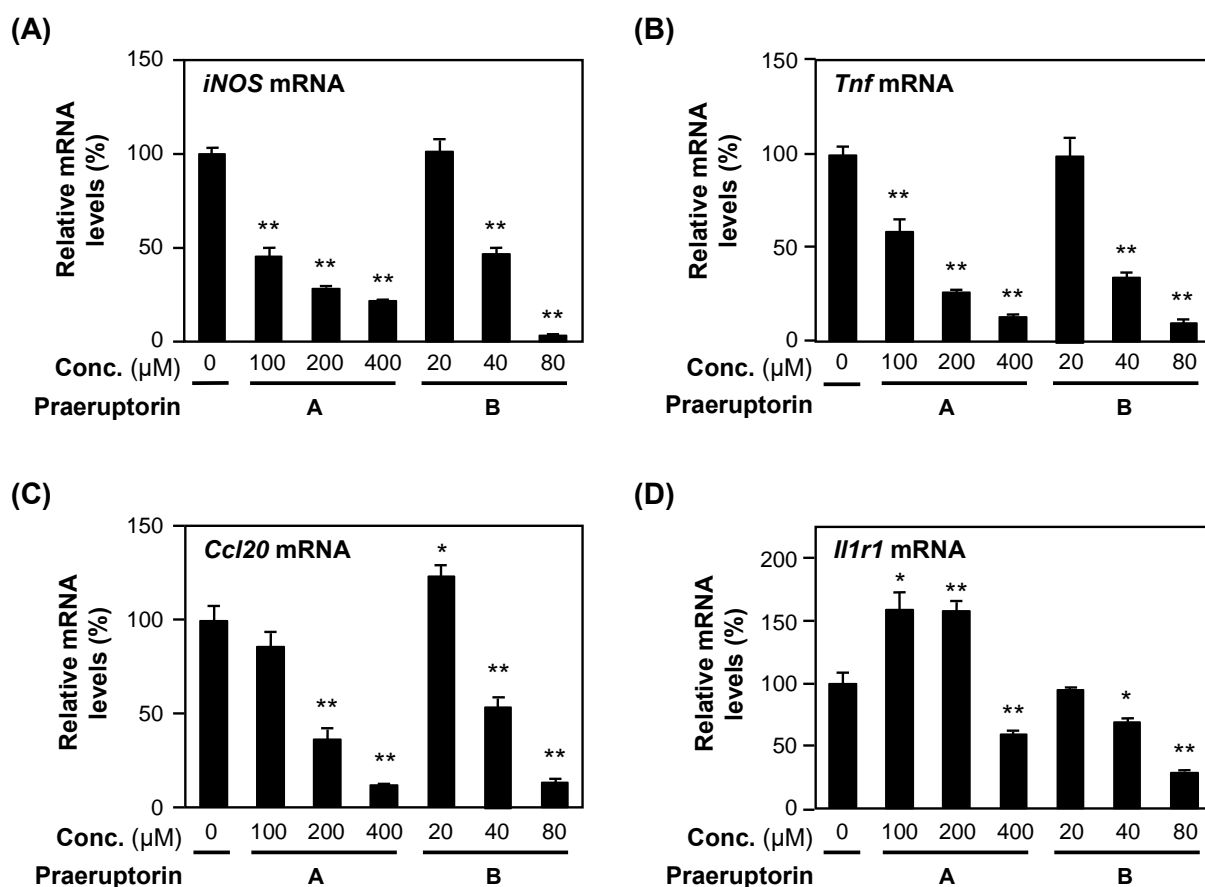 (A)
150
iNOS mRNA
100
**
**
**
**
**
50
0
Relative mRNA
levels (%)
Conc. (μM) 0 100 200 400 20 40 80
Praeruptorin A B
(B)
150
Tnf mRNA
100
**
**
**
**
**
50
0
Relative mRNA
levels (%)
Conc. (μM) 0 100 200 400 20 40 80
Praeruptorin A B
(C)
150
Ccl20 mRNA
*
100
**
**
**
**
50
0
Relative mRNA
levels (%)
Conc. (μM) 0 100 200 400 20 40 80
Praeruptorin A B
(D)
200
Il1r1 mRNA
*
**
150
100
**
*
**
50
0
Relative mRNA
levels (%)
Conc. (μM) 0 100 200 400 20 40 80
Praeruptorin A B